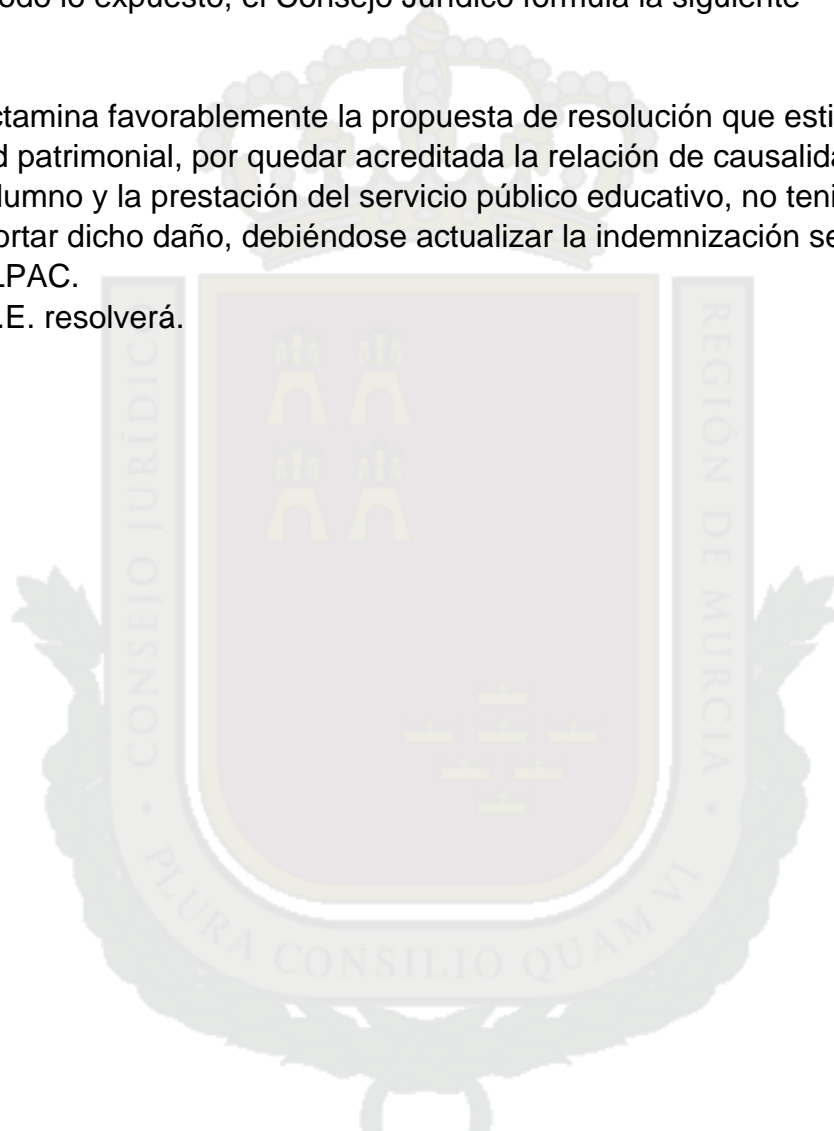 odo lo expuesto, el Consejo Jurídico formula la siguiente
ctamina favorablemente la propuesta de resolución que esti
d patrimonial, por quedar acreditada la relación de causalida
lumno y la prestación del servicio público educativo, no teni
ortar dicho daño, debiéndose actualizar la indemnización se
LPAC.
.E. resolverá.
CONSEJO JURÍDICO
REGIÓN DE MURCIA
PLURA CONSILIO QUAM VI